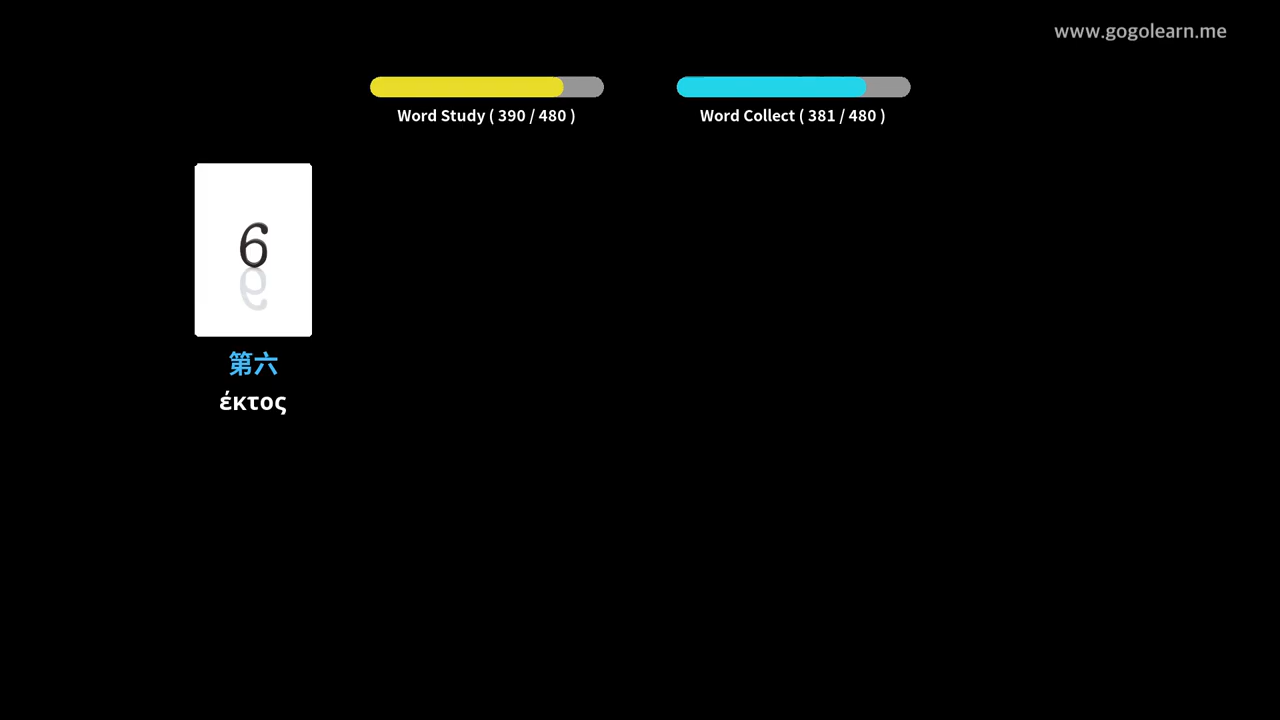 www.gogolearn.me
Word Study ( 390 / 480 )
Word Collect ( 381 / 480 )
6
第六
έκτος